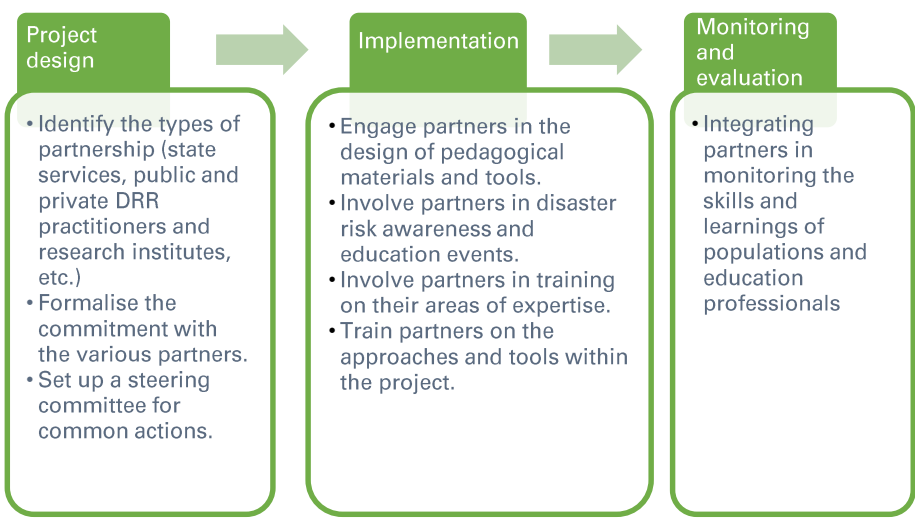 Project
design
• Identify the types of
partnership (state
services, public and
private DRR
practitioners and
research institutes,
etc.)
• Formalise the
commitment with
the various partners.
• Set up a steering
committee for
common actions.
Implementation
• Engage partners in the
design of pedagogical
materials and tools.
• Involve partners in disaster
risk awareness and
education events.
• Involve partners in training
on their areas of expertise.
• Train partners on the
approaches and tools within
the project.
Monitoring
and
evaluation
• Integrating
partners in
monitoring the
skills and
learnings of
populations and
education
professionals